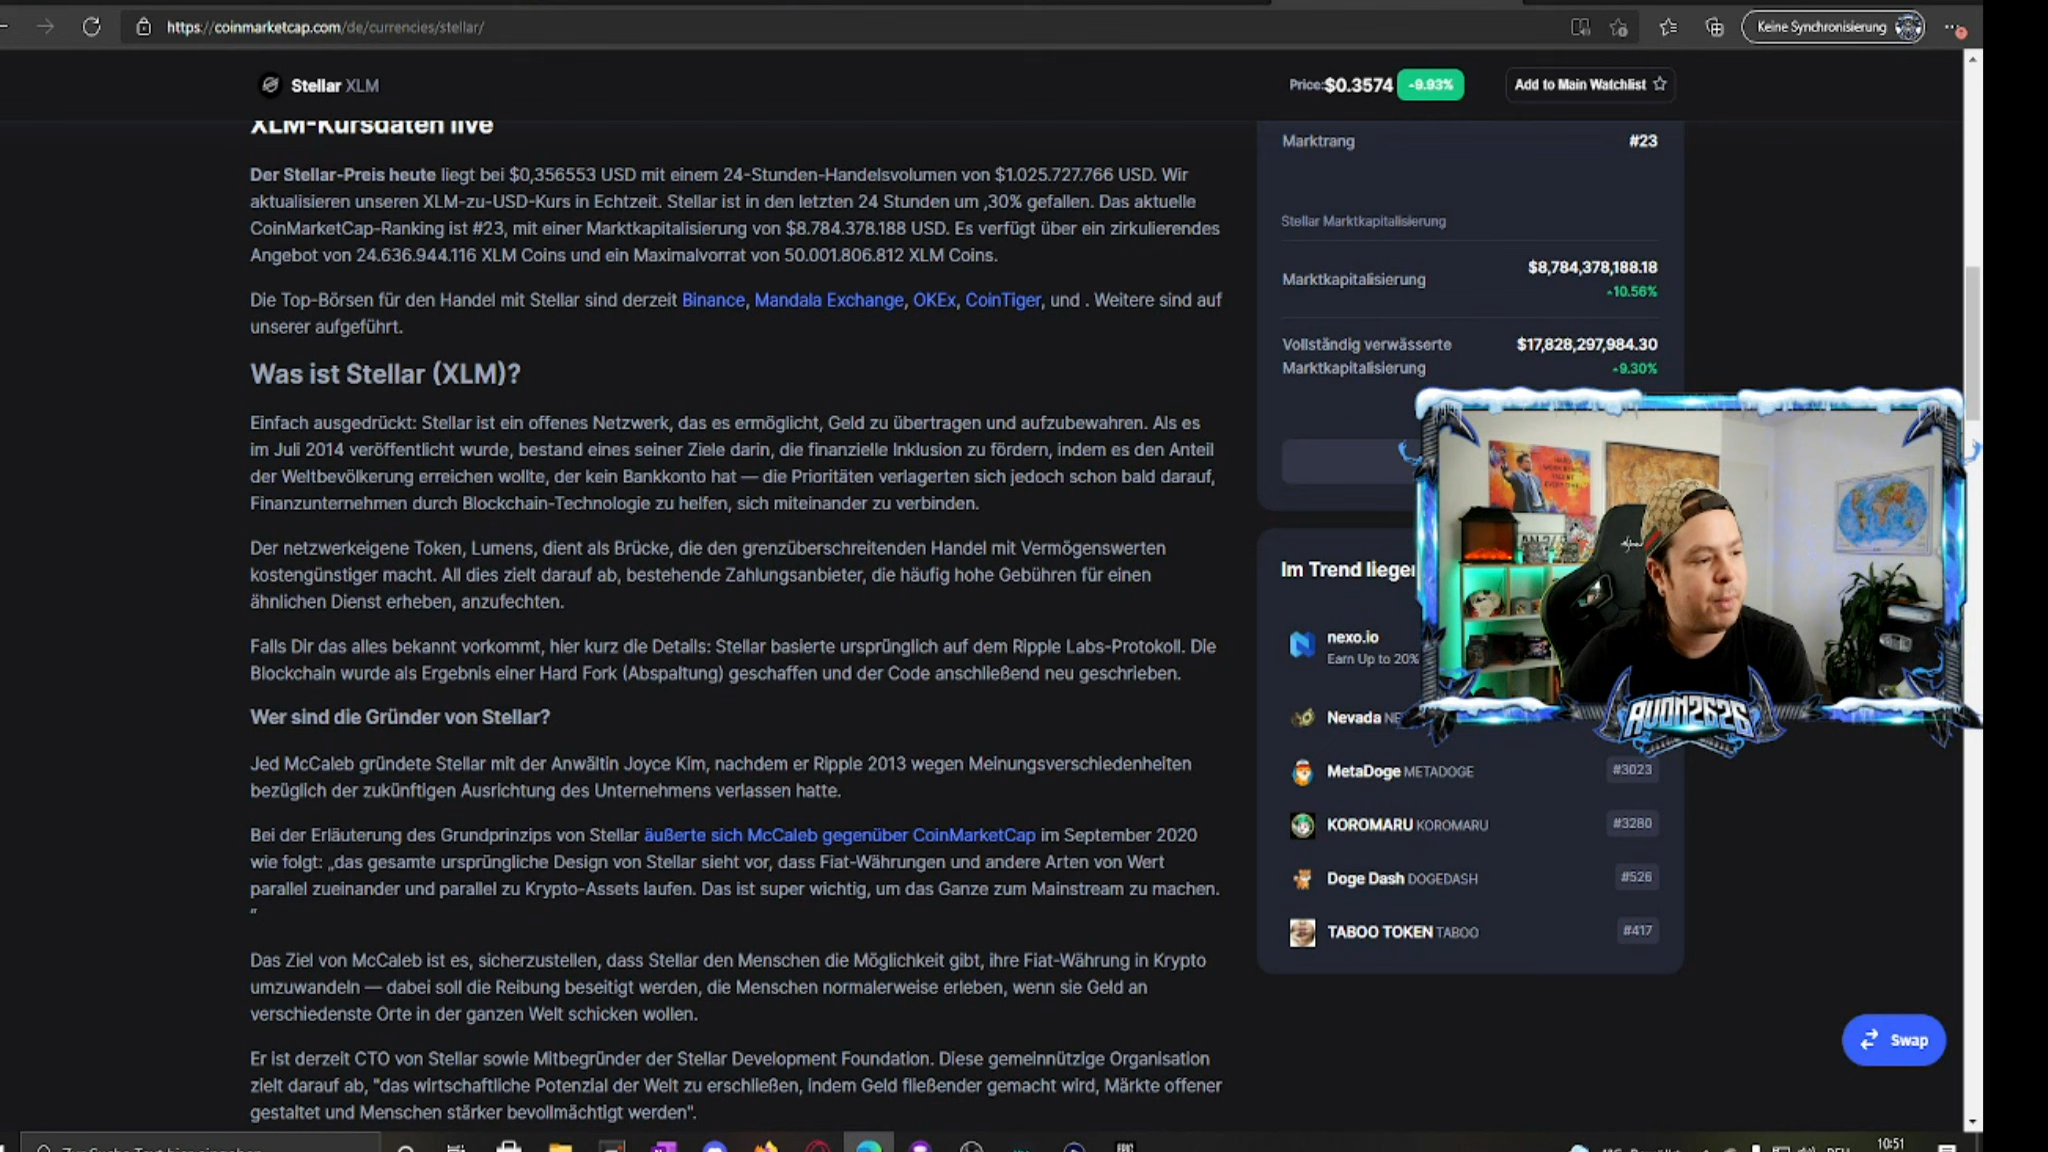 https://coinmarketcap.com/de/currencies/stellar/
Keine Synchronisierung
Stellar XLM
Price:$0.3574
9.93%
Add to Main Watchlist
XLM-Kursdaten live
Der Stellar-Preis heute liegt bei $0,356553 USD mit einem 24-Stunden-Handelsvolumen von $1.025.727.766 USD. Wir
aktualisieren unseren XLM-zu-USD-Kurs in Echtzeit. Stellar ist in den letzten 24 Stunden um ,30% gefallen. Das aktuelle
CoinMarketCap-Ranking ist #23, mit einer Marktkapitalisierung von $8.784.378.188 USD. Es verfügt über ein zirkulierendes
Angebot von 24.636.944.116 XLM Coins und ein Maximalvorrat von 50.001.806.812 XLM Coins.
Die Top-Börsen für den Handel mit Stellar sind derzeit Binance, Mandala Exchange, OKEx, CoinTiger, und . Weitere sind auf
unserer aufgeführt.
Was ist Stellar (XLM)?
Einfach ausgedrückt: Stellar ist ein offenes Netzwerk, das es ermöglicht, Geld zu übertragen und aufzubewahren. Als es
im Juli 2014 veröffentlicht wurde, bestand eines seiner Ziele darin, die finanzielle Inklusion zu fördern, indem es den Anteil
der Weltbevölkerung erreichen wollte, der kein Bankkonto hat — die Prioritäten verlagerten sich jedoch schon bald darauf,
Finanzunternehmen durch Blockchain-Technologie zu helfen, sich miteinander zu verbinden.
Der netzwerkeigene Token, Lumens, dient als Brücke, die den grenzüberschreitenden Handel mit Vermögenswerten
kostengünstiger macht. All dies zielt darauf ab, bestehende Zahlungsanbieter, die häufig hohe Gebühren für einen
ähnlichen Dienst erheben, anzufechten.
Falls Dir das alles bekannt vorkommt, hier kurz die Details: Stellar basierte ursprünglich auf dem Ripple Labs-Protokoll. Die
Blockchain wurde als Ergebnis einer Hard Fork (Abspaltung) geschaffen und der Code anschließend neu geschrieben.
Wer sind die Gründer von Stellar?
Jed McCaleb gründete Stellar mit der Anwältin Joyce Kim, nachdem er Ripple 2013 wegen Meinungsverschiedenheiten
bezüglich der zukünftigen Ausrichtung des Unternehmens verlassen hatte.
Bei der Erläuterung des Grundprinzips von Stellar äußerte sich McCaleb gegenüber CoinMarketCap im September 2020
wie folgt: „das gesamte ursprüngliche Design von Stellar sieht vor, dass Fiat-Währungen und andere Arten von Wert
parallel zueinander und parallel zu Krypto-Assets laufen. Das ist super wichtig, um das Ganze zum Mainstream zu machen.
“
Das Ziel von McCaleb ist es, sicherzustellen, dass Stellar den Menschen die Möglichkeit gibt, ihre Fiat-Währung in Krypto
umzuwandeln — dabei soll die Reibung beseitigt werden, die Menschen normalerweise erleben, wenn sie Geld an
verschiedenste Orte in der ganzen Welt schicken wollen.
Er ist derzeit CTO von Stellar sowie Mitbegründer der Stellar Development Foundation. Diese gemeinnützige Organisation
zielt darauf ab, "das wirtschaftliche Potenzial der Welt zu erschließen, indem Geld fließender gemacht wird, Märkte offener
gestaltet und Menschen stärker bevollmächtigt werden".
Marktrang
#23
Stellar Marktkapitalisierung
Marktkapitalisierung
$8,784,378,188.18
10.56%
Vollständig verwässerte
Marktkapitalisierung
$17,828,297,984.30
9.30%
Im Trend
nexo.io
Earn Up to 20%
Nevada
MetaDoge METADOGE
#3023
KOROMARU KOROMARU
#3280
Doge Dash DOGEDASH
#526
TABOO TOKEN TABOO
#417
AVON2626
Swap
10:51